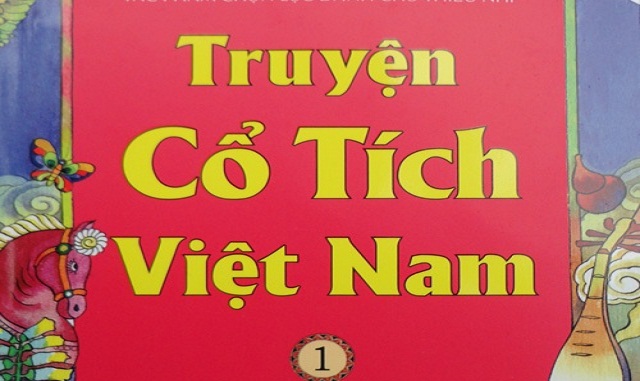 Truyện
Cổ Tích
Việt Nam
1